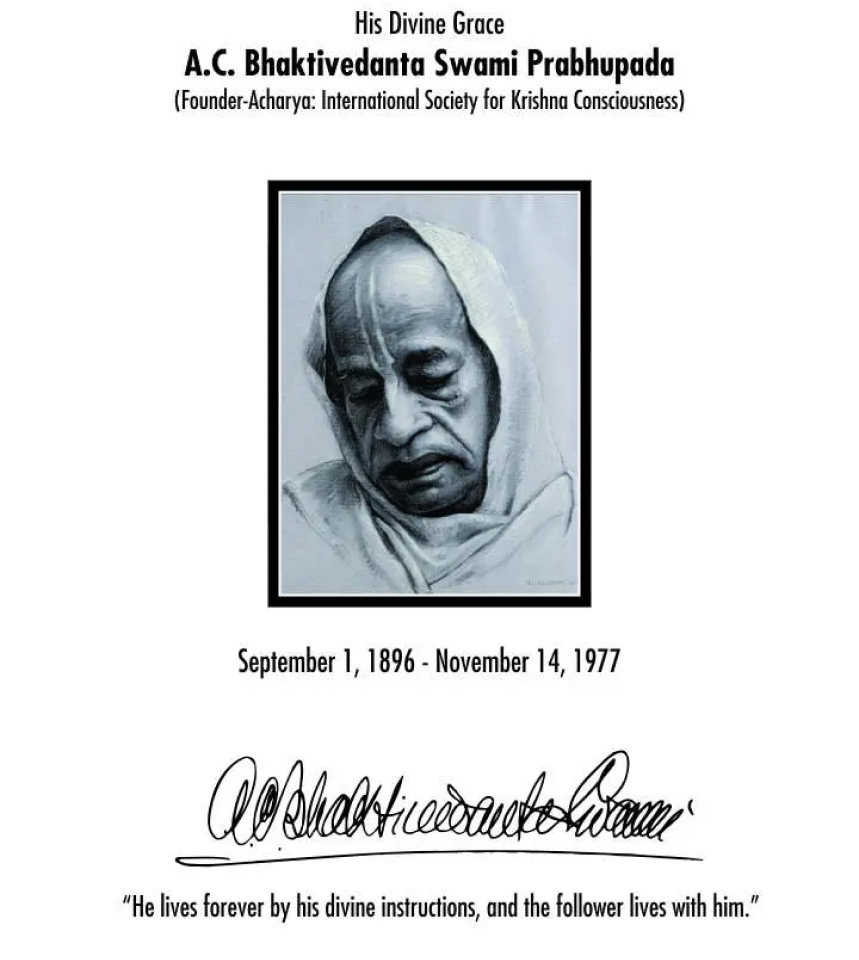 His Divine Grace
A.C. Bhaktivedanta Swami Prabhupada
(Founder-Acharya: International Society for Krishna Consciousness)
September 1, 1896 - November 14, 1977
A.C. Bhaktivedanta Swami
“He lives forever by his divine instructions, and the follower lives with him.”